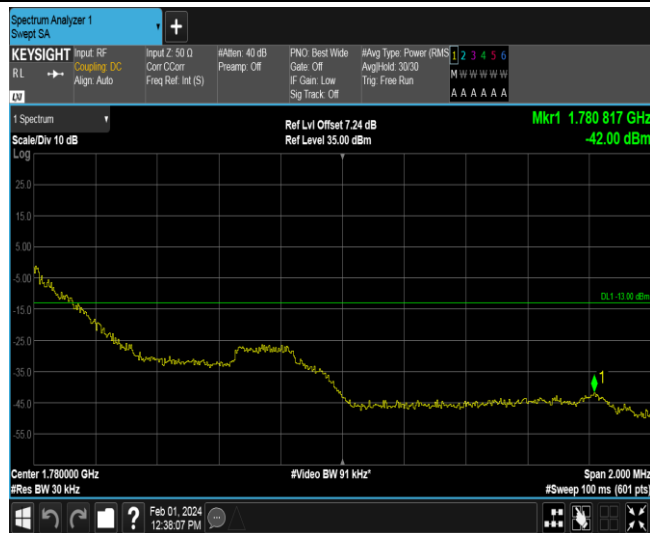 Spectrum Analyzer 1
Swept SA
+
KEYSIGHT
RL
Input: RF
Coupling: DC
Align: Auto
Input Z: 50 Ω
Corr CCorr
Freq Ref: Int (S)
#Atten: 40 dB
Preamp: Off
PNO: Best Wide
Gate: Off
IF Gain: Low
Sig Track: Off
#Avg Type: Power (RMS
Avg|Hold: 30/30
Trig: Free Run
1 2 3 4 5 6
M W W W W W
A A A A A A
1 Spectrum
Scale/Div 10 dB
Ref Lvl Offset 7.24 dB
Ref Level 35.00 dBm
Mkr1 1.780 817 GHz
-42.00 dBm
Log
25.0
15.0
5.00
-5.00
DL1 -13.00 dBm
-15.0
-25.0
-35.0
1
-45.0
-55.0
Center 1.780000 GHz
#Video BW 91 kHz*
Span 2.000 MHz
#Res BW 30 kHz
#Sweep 100 ms (601 pts)
?
Feb 01, 2024
12:38:07 PM